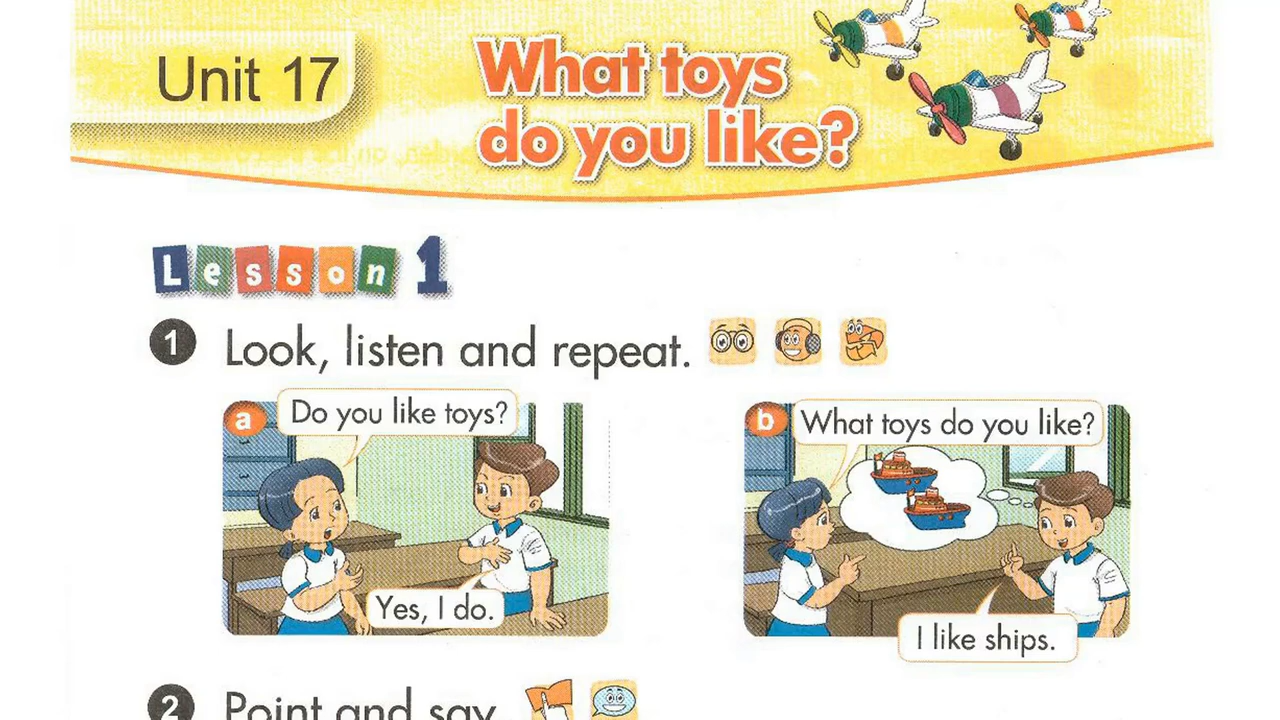 Unit 17
What toys
do you like?
Lesson 1
1 Look, listen and repeat.
a
Do you like toys?
Yes, I do.
b
What toys do you like?
I like ships.
2 Point and say.